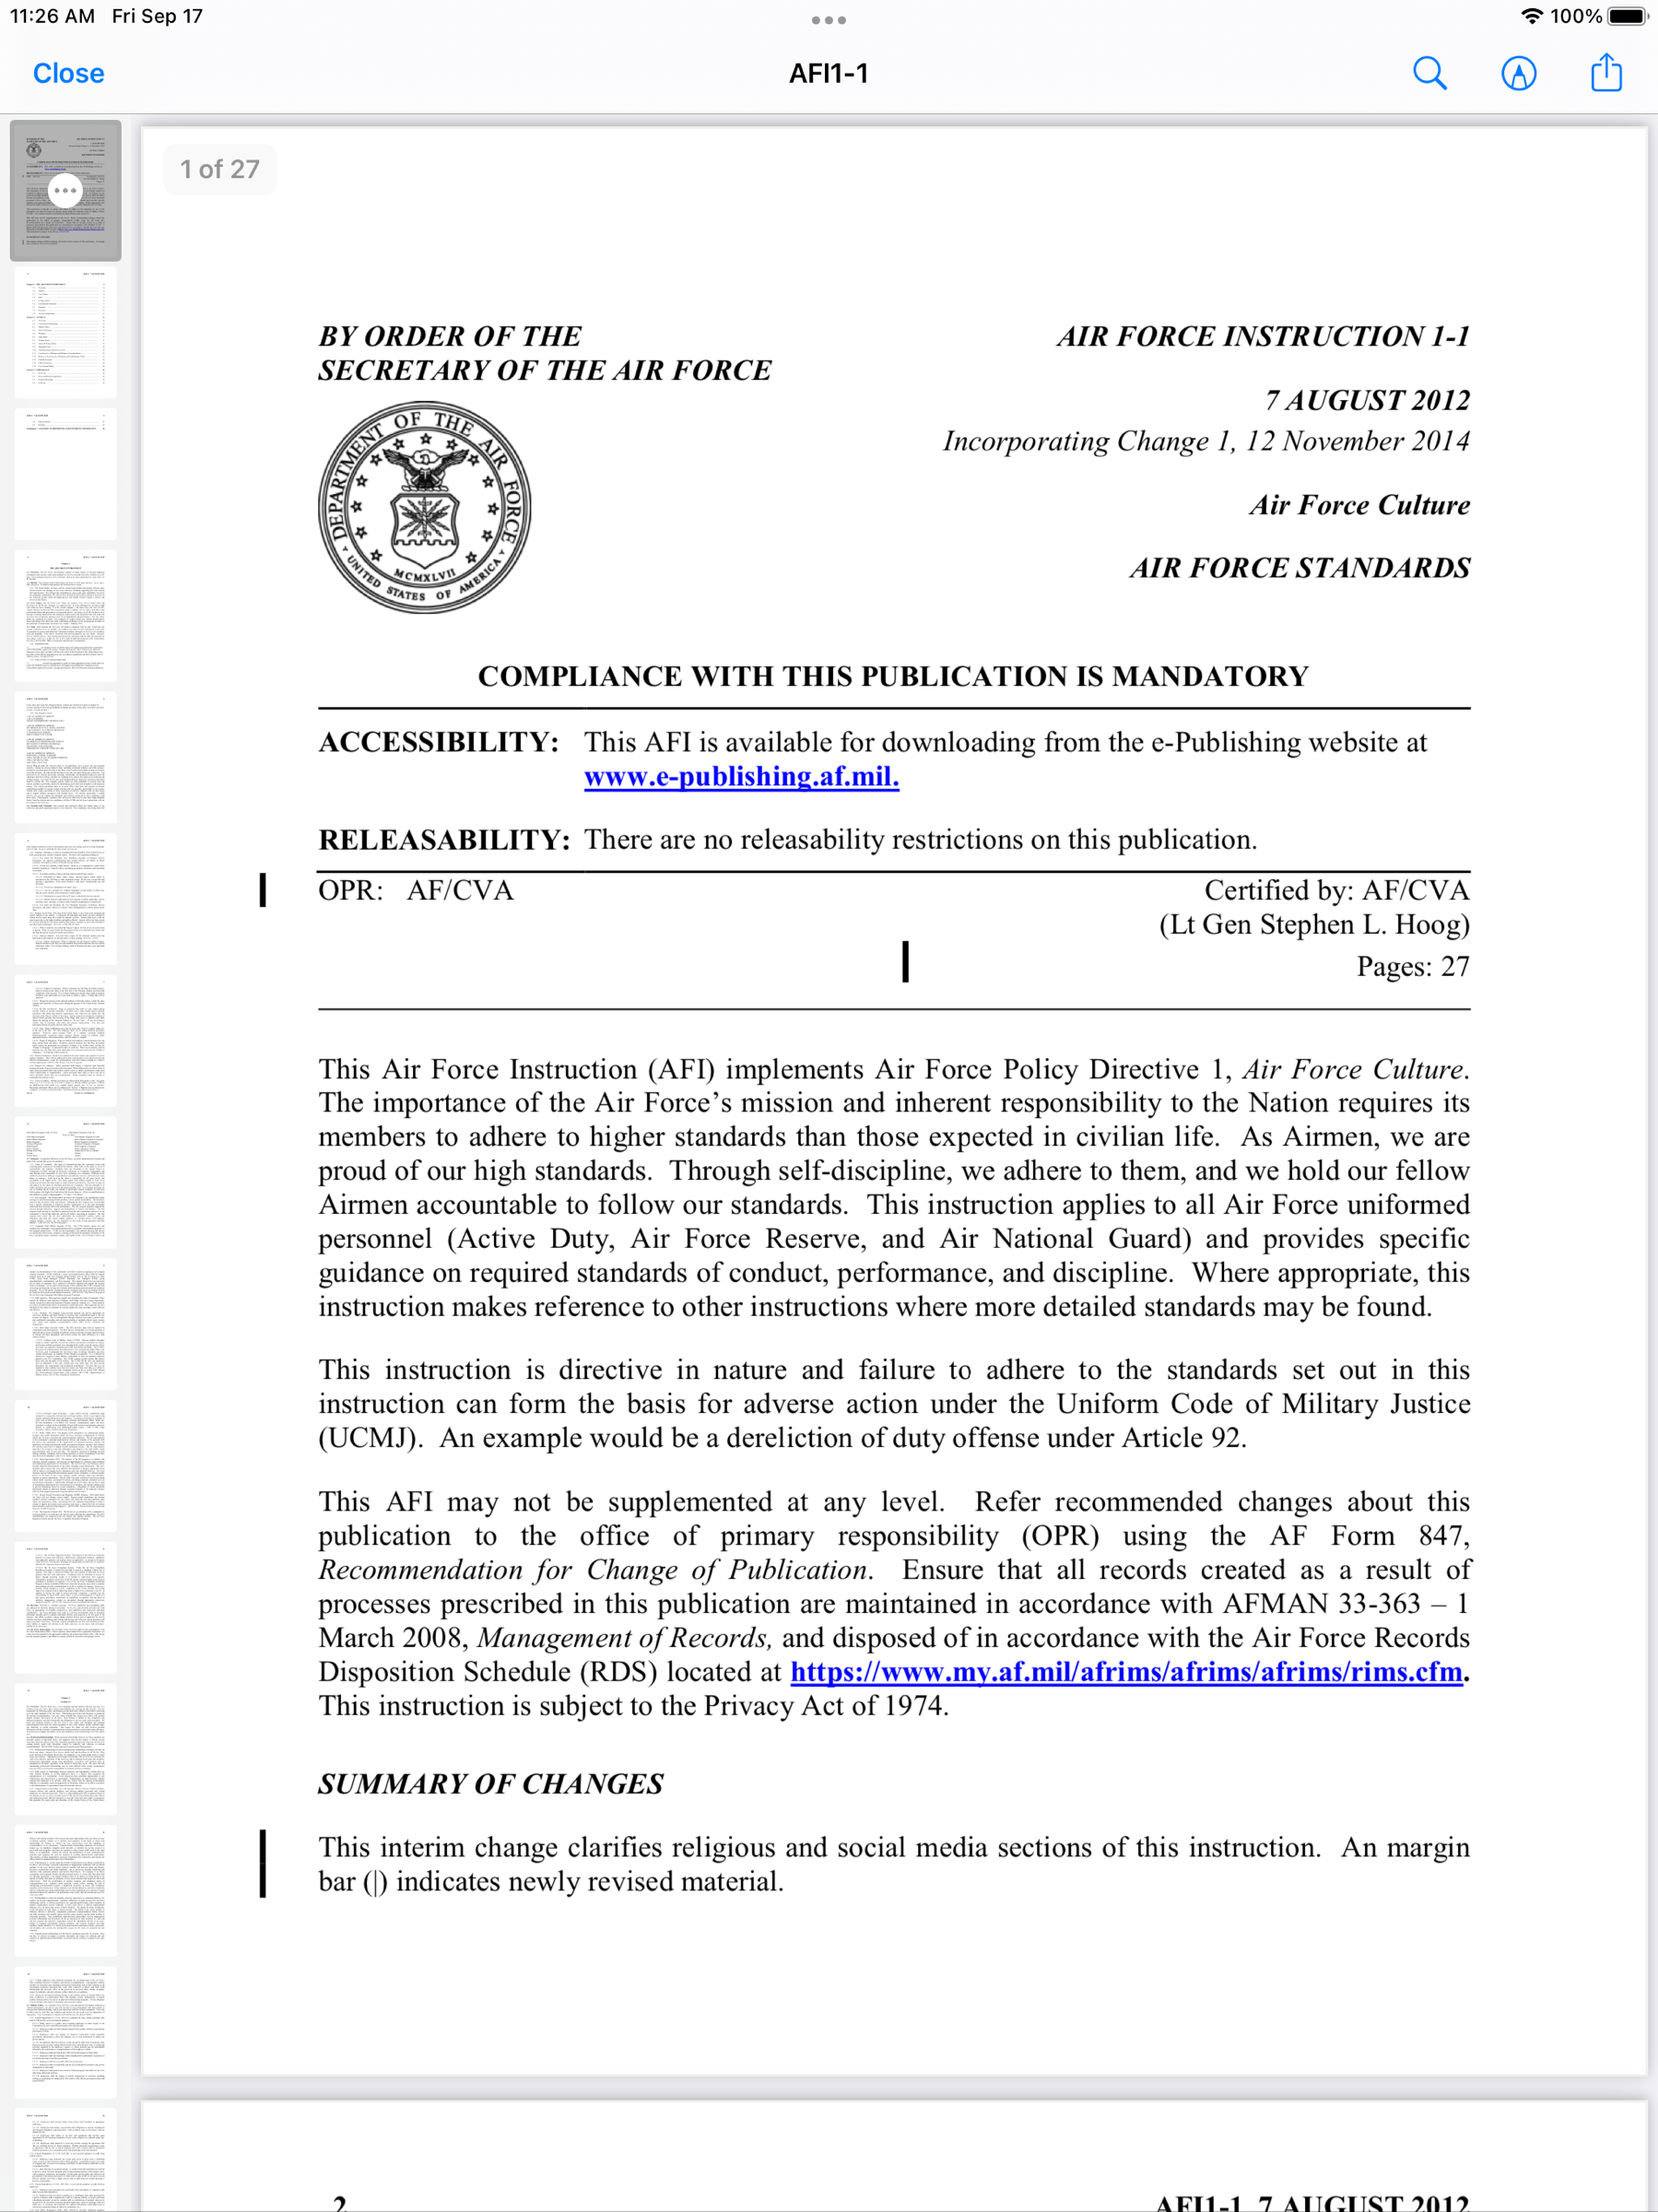 11:26 AM Fri Sep 17
100%
Close
AFI1-1
1 of 27
BY ORDER OF THE
SECRETARY OF THE AIR FORCE
DEPARTMENT OF THE AIR FORCE
MCMXLVII
UNITED STATES OF AMERICA
AIR FORCE INSTRUCTION 1-1
7 AUGUST 2012
Incorporating Change 1, 12 November 2014
Air Force Culture
AIR FORCE STANDARDS
COMPLIANCE WITH THIS PUBLICATION IS MANDATORY
ACCESSIBILITY: This AFI is available for downloading from the e-Publishing website at
www.e-publishing.af.mil.
RELEASABILITY: There are no releasability restrictions on this publication.
OPR: AF/CVA
Certified by: AF/CVA
(Lt Gen Stephen L. Hoog)
Pages: 27
This Air Force Instruction (AFI) implements Air Force Policy Directive 1, Air Force Culture.
The importance of the Air Force’s mission and inherent responsibility to the Nation requires its
members to adhere to higher standards than those expected in civilian life. As Airmen, we are
proud of our high standards. Through self-discipline, we adhere to them, and we hold our fellow
Airmen accountable to follow our standards. This instruction applies to all Air Force uniformed
personnel (Active Duty, Air Force Reserve, and Air National Guard) and provides specific
guidance on required standards of conduct, performance, and discipline. Where appropriate, this
instruction makes reference to other instructions where more detailed standards may be found.
This instruction is directive in nature and failure to adhere to the standards set out in this
instruction can form the basis for adverse action under the Uniform Code of Military Justice
(UCMJ). An example would be a dereliction of duty offense under Article 92.
This AFI may not be supplemented at any level. Refer recommended changes about this
publication to the office of primary responsibility (OPR) using the AF Form 847,
Recommendation for Change of Publication. Ensure that all records created as a result of
processes prescribed in this publication are maintained in accordance with AFMAN 33-363 – 1
March 2008, Management of Records, and disposed of in accordance with the Air Force Records
Disposition Schedule (RDS) located at https://www.my.af.mil/afrims/afrims/afrims/rims.cfm.
This instruction is subject to the Privacy Act of 1974.
SUMMARY OF CHANGES
This interim change clarifies religious and social media sections of this instruction. An margin
bar (|) indicates newly revised material.
2
AFI1-1 7 AUGUST 2012